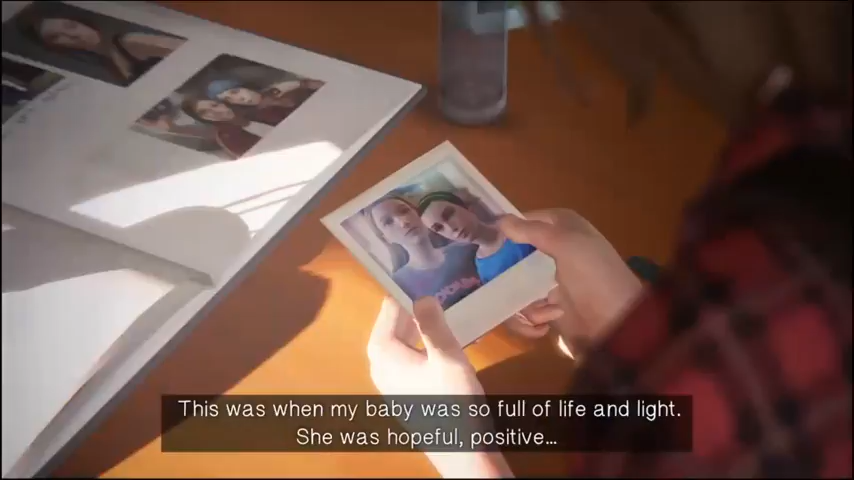 This was when my baby was so full of life and light.
She was hopeful, positive...